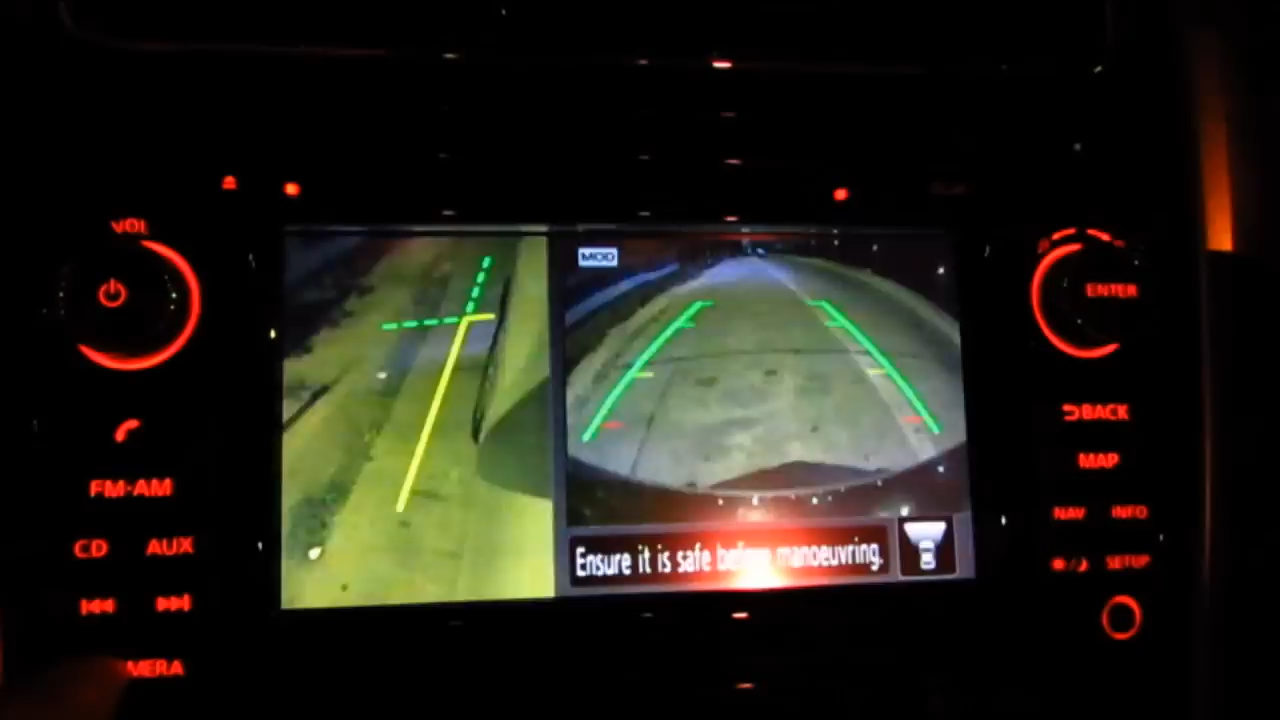 VOL
FM·AM
CD AUX
MERA
MOD
Ensure it is safe before manoeuvring.
ENTER
BACK
MAP
NAV INFO
SETUP